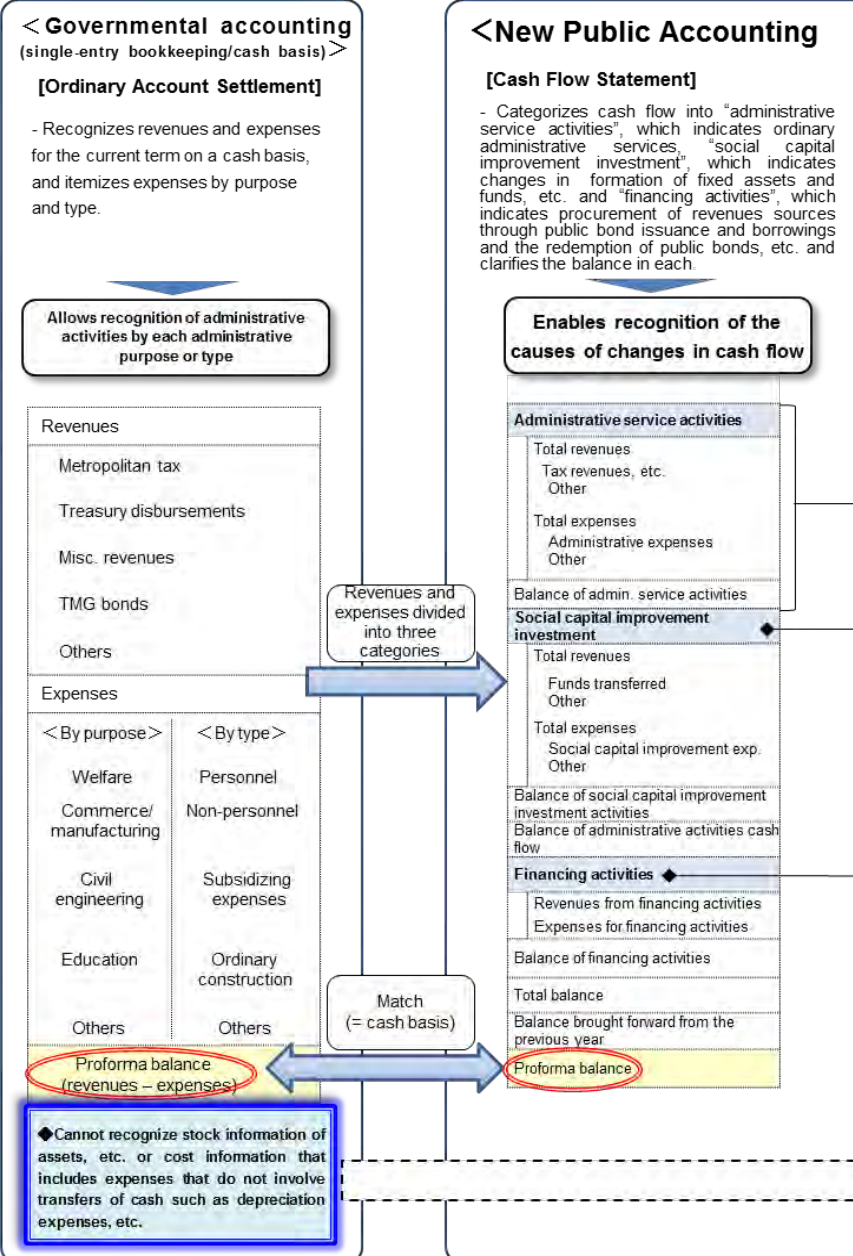 ＜Governmental accounting
(single-entry bookkeeping/cash basis)＞
[Ordinary Account Settlement]
- Recognizes revenues and expenses
for the current term on a cash basis,
and itemizes expenses by purpose
and type.
Allows recognition of administrative
activities by each administrative
purpose or type
Revenues
Metropolitan tax
Treasury disbursements
Misc. revenues
TMG bonds
Others
Expenses
＜By purpose＞
Welfare
Commerce/
manufacturing
Civil
engineering
Education
Others
＜By type＞
Personnel
Non-personnel
Subsidizing
expenses
Ordinary
construction
Others
Proforma balance
(revenues – expenses)
◆Cannot recognize stock information of
assets, etc. or cost information that
includes expenses that do not involve
transfers of cash such as depreciation
expenses, etc.
Revenues and
expenses divided
into three
categories
Match
(= cash basis)
＜New Public Accounting
[Cash Flow Statement]
- Categorizes cash flow into “administrative
service activities”, which indicates ordinary
administrative services, “social capital
improvement investment”, which indicates
changes in formation of fixed assets and
funds, etc. and “financing activities”, which
indicates procurement of revenues sources
through public bond issuance and borrowings
and the redemption of public bonds, etc. and
clarifies the balance in each.
Enables recognition of the
causes of changes in cash flow
Administrative service activities
Total revenues
Tax revenues, etc.
Other
Total expenses
Administrative expenses
Other
Balance of admin. service activities
Social capital improvement
investment ◆
Total revenues
Funds transferred
Other
Total expenses
Social capital improvement exp.
Other
Balance of social capital improvement
investment activities
Balance of administrative activities cash
flow
Financing activities ◆
Revenues from financing activities
Expenses for financing activities
Balance of financing activities
Total balance
Balance brought forward from the
previous year
Proforma balance